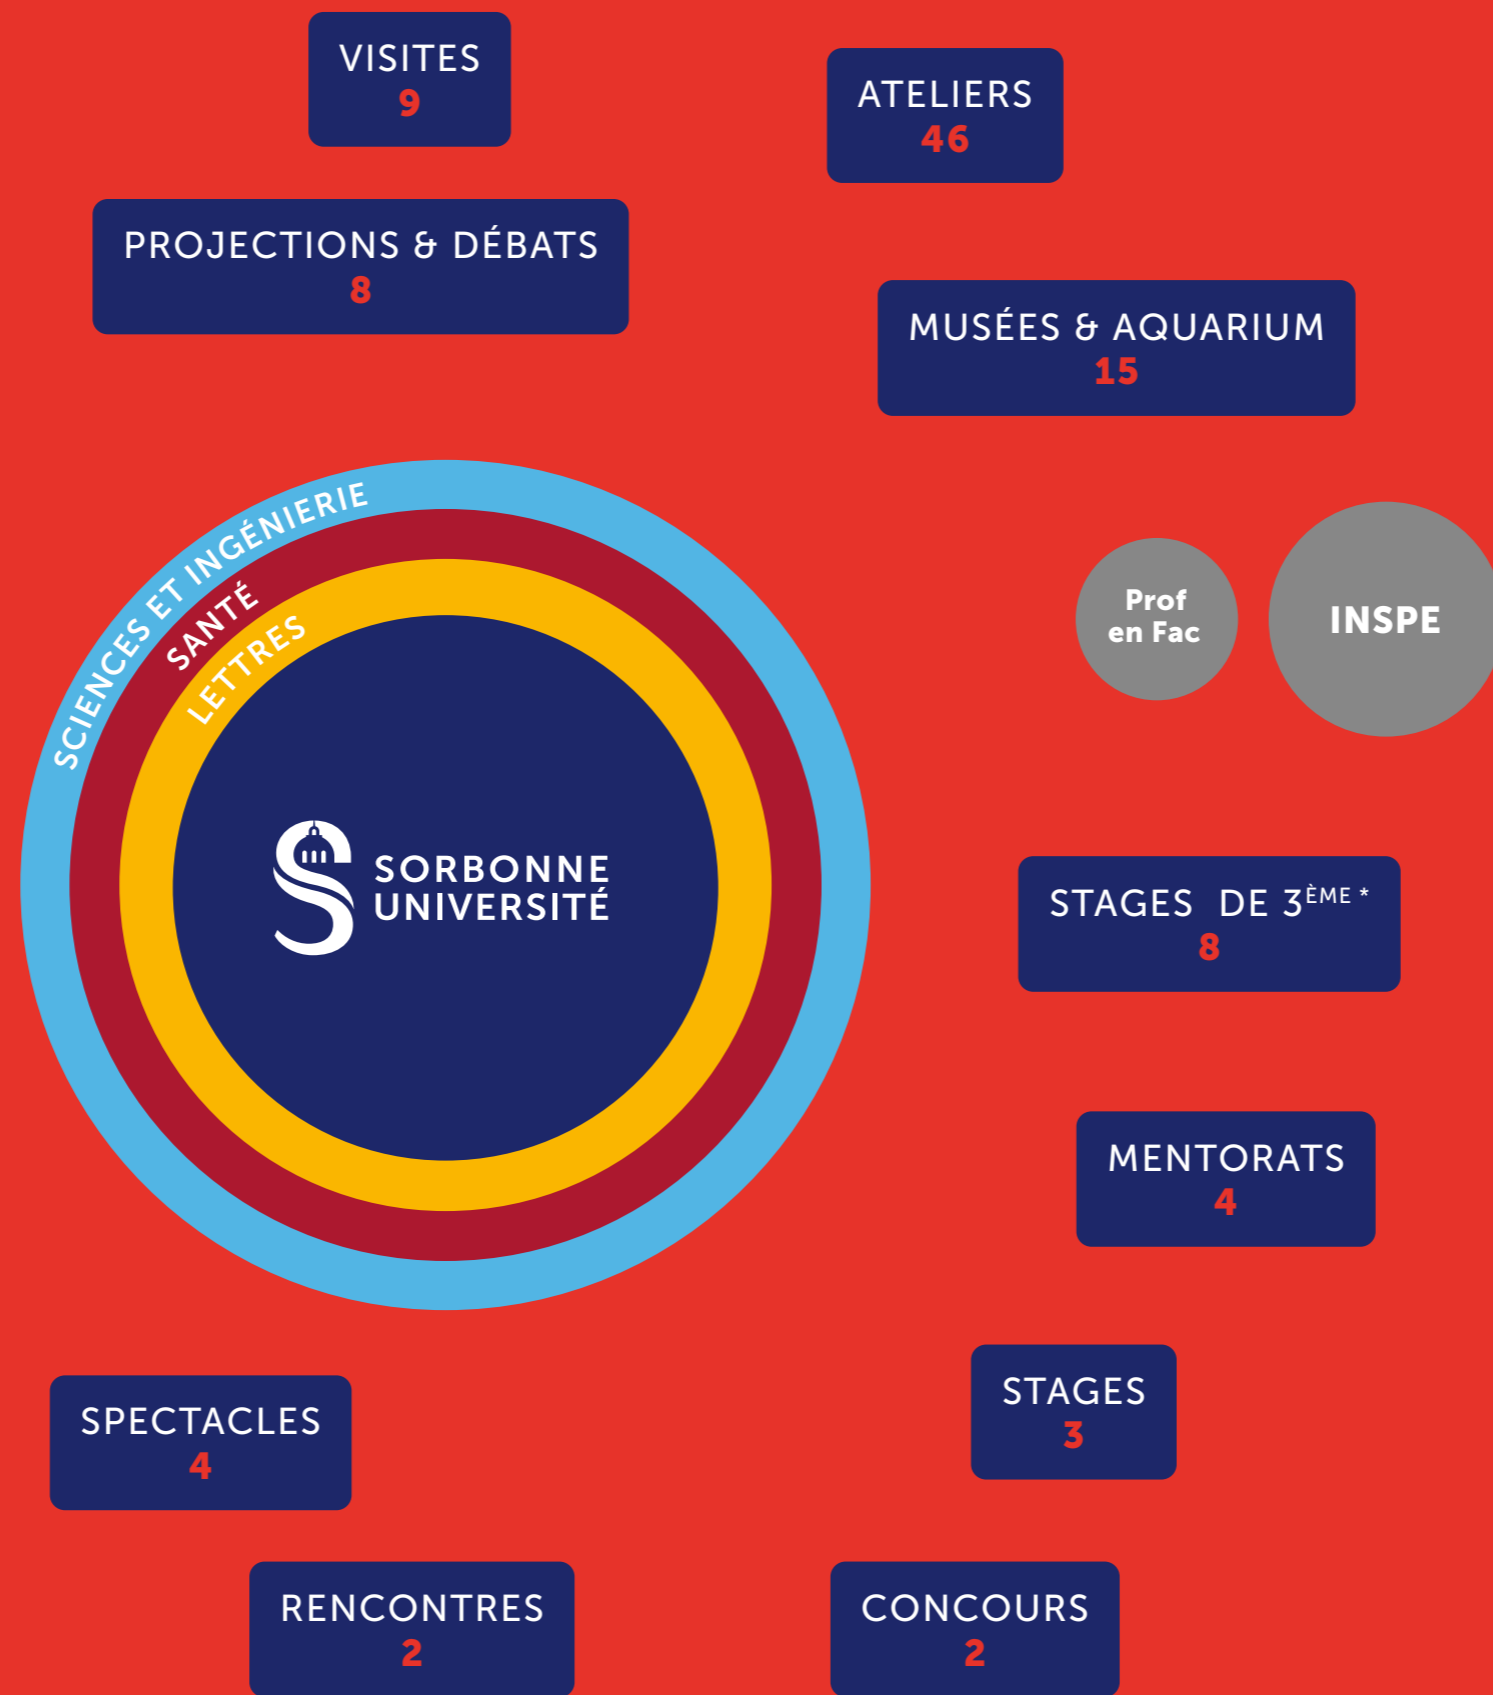 VISITES
9
ATELIERS
46
PROJECTIONS & DÉBATS
8
MUSÉES & AQUARIUM
15
SCIENCES ET INGÉNIERIE
SANTÉ
LETTRES
SORBONNE
UNIVERSITÉ
Prof
en Fac
INSPE
STAGES DE 3ÈME *
8
MENTORATS
4
STAGES
3
SPECTACLES
4
RENCONTRES
2
CONCOURS
2